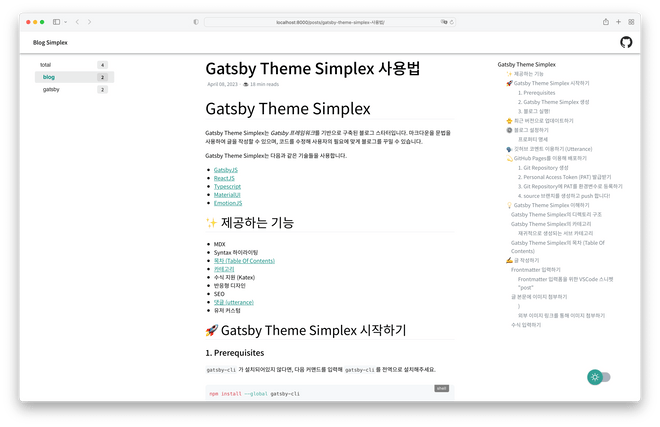 localhost:8000/posts/gatsby-theme-simplex-사용법/
Blog Simplex
total 4
blog 2
gatsby 2
Gatsby Theme Simplex 사용법
April 08, 2023 18 min reads
Gatsby Theme Simplex
Gatsby Theme Simplex는 Gatsby 프레임워크를 기반으로 구축된 블로그 스타터입니다. 마크다운을 문법을
사용하여 글을 작성할 수 있으며, 코드를 수정해 사용자의 필요에 맞게 블로그를 꾸밀 수 있습니다.
Gatsby Theme Simplex은 다음과 같은 기술들을 사용합니다.
GatsbyJS
ReactJS
Typescript
MaterialUI
EmotionJS
✨ 제공하는 기능
MDX
Syntax 하이라이팅
목차 (Table Of Contents)
카테고리
수식 지원 (Katex)
반응형 디자인
SEO
댓글 (utterance)
유저 커스텀
🚀 Gatsby Theme Simplex 시작하기
1. Prerequisites
gatsby-cli 가 설치되어있지 않다면, 다음 커맨드를 입력해 gatsby-cli 를 전역으로 설치해주세요.
shell
npm install --global gatsby-cli
Gatsby Theme Simplex
✨ 제공하는 기능
🚀 Gatsby Theme Simplex 시작하기
1. Prerequisites
2. Gatsby Theme Simplex 생성
3. 블로그 실행!
최근 버전으로 업데이트하기
블로그 설정하기
프로퍼티 명세
깃허브 코멘트 이용하기 (Utterance)
GitHub Pages를 이용해 배포하기
1. Git Repository 생성
2. Personal Access Token (PAT) 발급받기
3. Git Repository에 PAT를 환경변수로 등록하기
4. source 브랜치를 생성하고 push 합니다!
💡 Gatsby Theme Simplex 이해하기
Gatsby Theme Simplex의 디렉토리 구조
Gatsby Theme Simplex의 카테고리
재귀적으로 생성되는 서브 카테고리
Gatsby Theme Simplex의 목차 (Table Of
Contents)
✍️ 글 작성하기
Frontmatter 입력하기
Frontmatter 입력폼을 위한 VSCode 스니펫
"post"
글 본문에 이미지 첨부하기
)
외부 이미지 링크를 통해 이미지 첨부하기
수식 입력하기